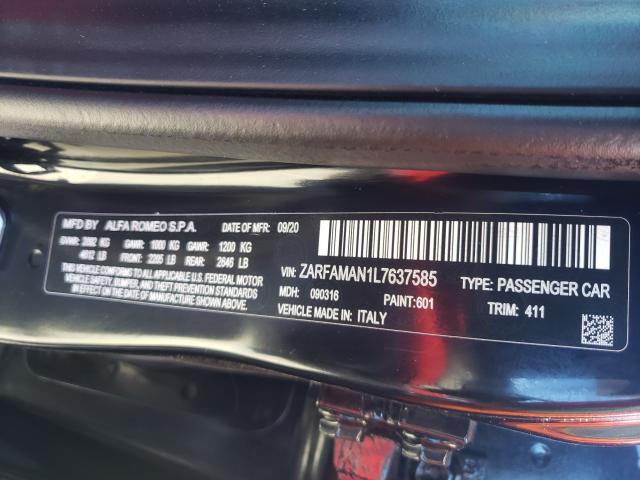 MFD BY ALFA ROMEO S.P.A. DATE OF MFR 09/20
GVWR: KG 1000 KG GAWR: 1200 KG
LB FRONT: 2205 LB REAR: 2646 LB
THIS VEHICLE CONFORMS TO ALL APPLICABLE U.S. FEDERAL MOTOR
VEHICLE SAFETY, BUMPER, AND THEFT PREVENTION STANDARDS
IN EFFECT ON THE DATE OF MANUFACTURE SHOWN ABOVE.
VIN: ZARFAMAN1L7637585 TYPE: PASSENGER CAR
MDH: 090316 PAINT: 601 TRIM: 411
VEHICLE MADE IN: ITALY